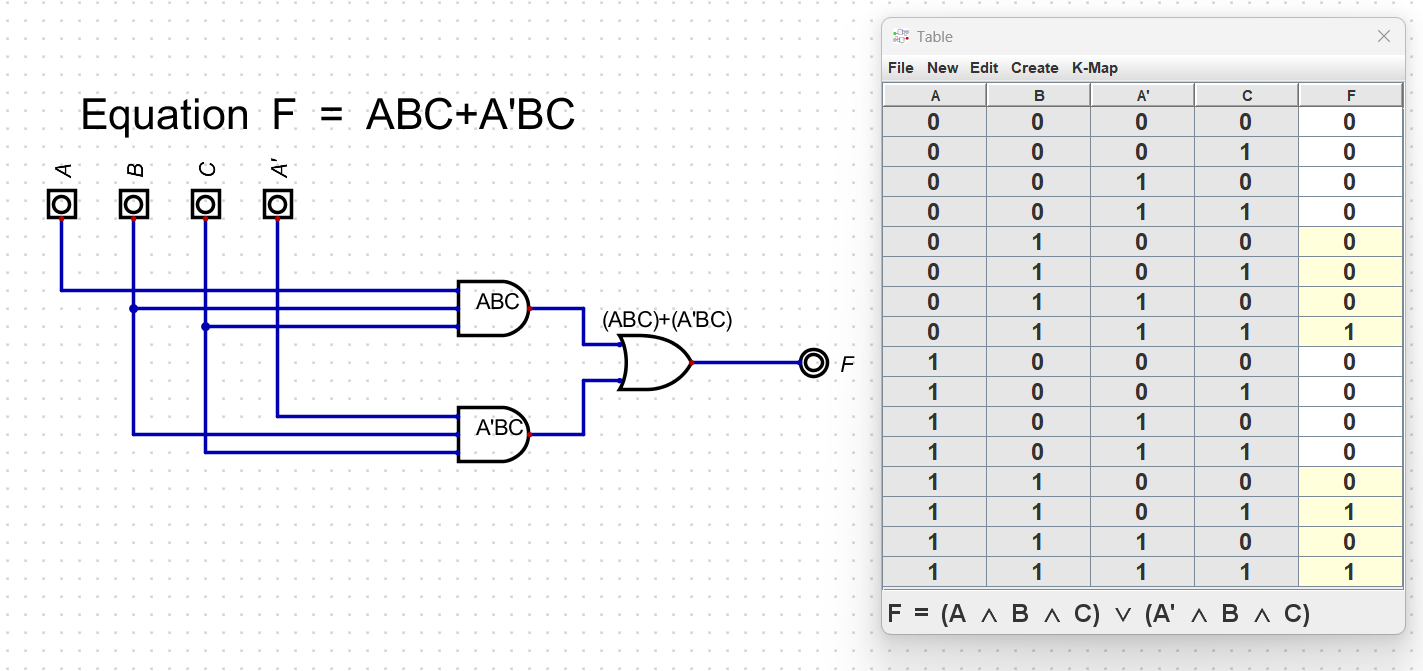 Equation F = ABC+A'BC
A B C A'
ABC
(ABC)+(A'BC)
F
A'BC
Table
File New Edit Create K-Map
A B A' C F
0 0 0 0 0
0 0 0 1 0
0 0 1 0 0
0 0 1 1 0
0 1 0 0 0
0 1 0 1 0
0 1 1 0 0
0 1 1 1 1
1 0 0 0 0
1 0 0 1 0
1 0 1 0 0
1 0 1 1 0
1 1 0 0 0
1 1 0 1 1
1 1 1 0 0
1 1 1 1 1
F = (A ∧ B ∧ C) ∨ (A' ∧ B ∧ C)